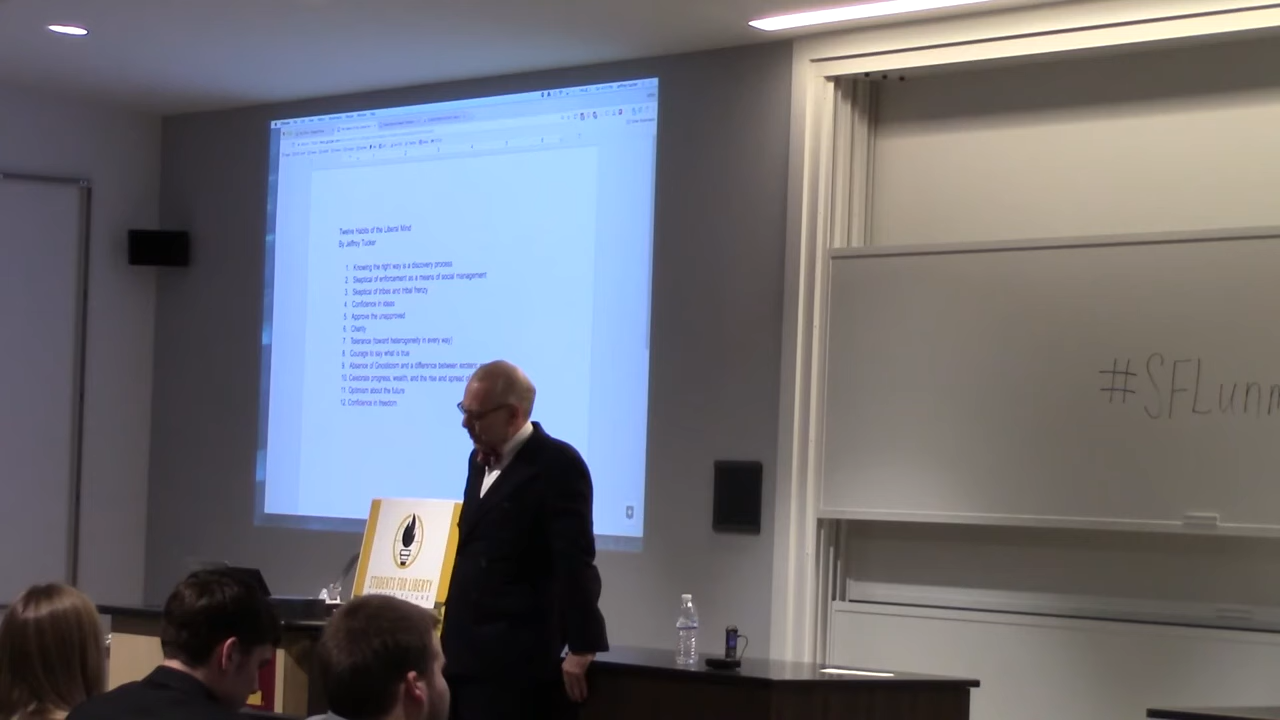 Twelve Habits of the Liberal Mind
By Jeffrey Tucker
1. Knowing the right way is a discovery process
2. Skeptical of enforcement as a means of social management
3. Skeptical of tribes and tribal frenzy
4. Confidence in ideas
5. Approve the unapproved
6. Charity
7. Tolerance (toward heterogeneity in every way)
8. Courage to say what is true
9. Absence of Gnosticism and a difference between
10. Celebrate progress, wealth, and the rise and spread of
11. Optimism about the future
12. Confidence in freedom.
#SFLunn
STUDENTS FOR LIBERTY
FUTURE